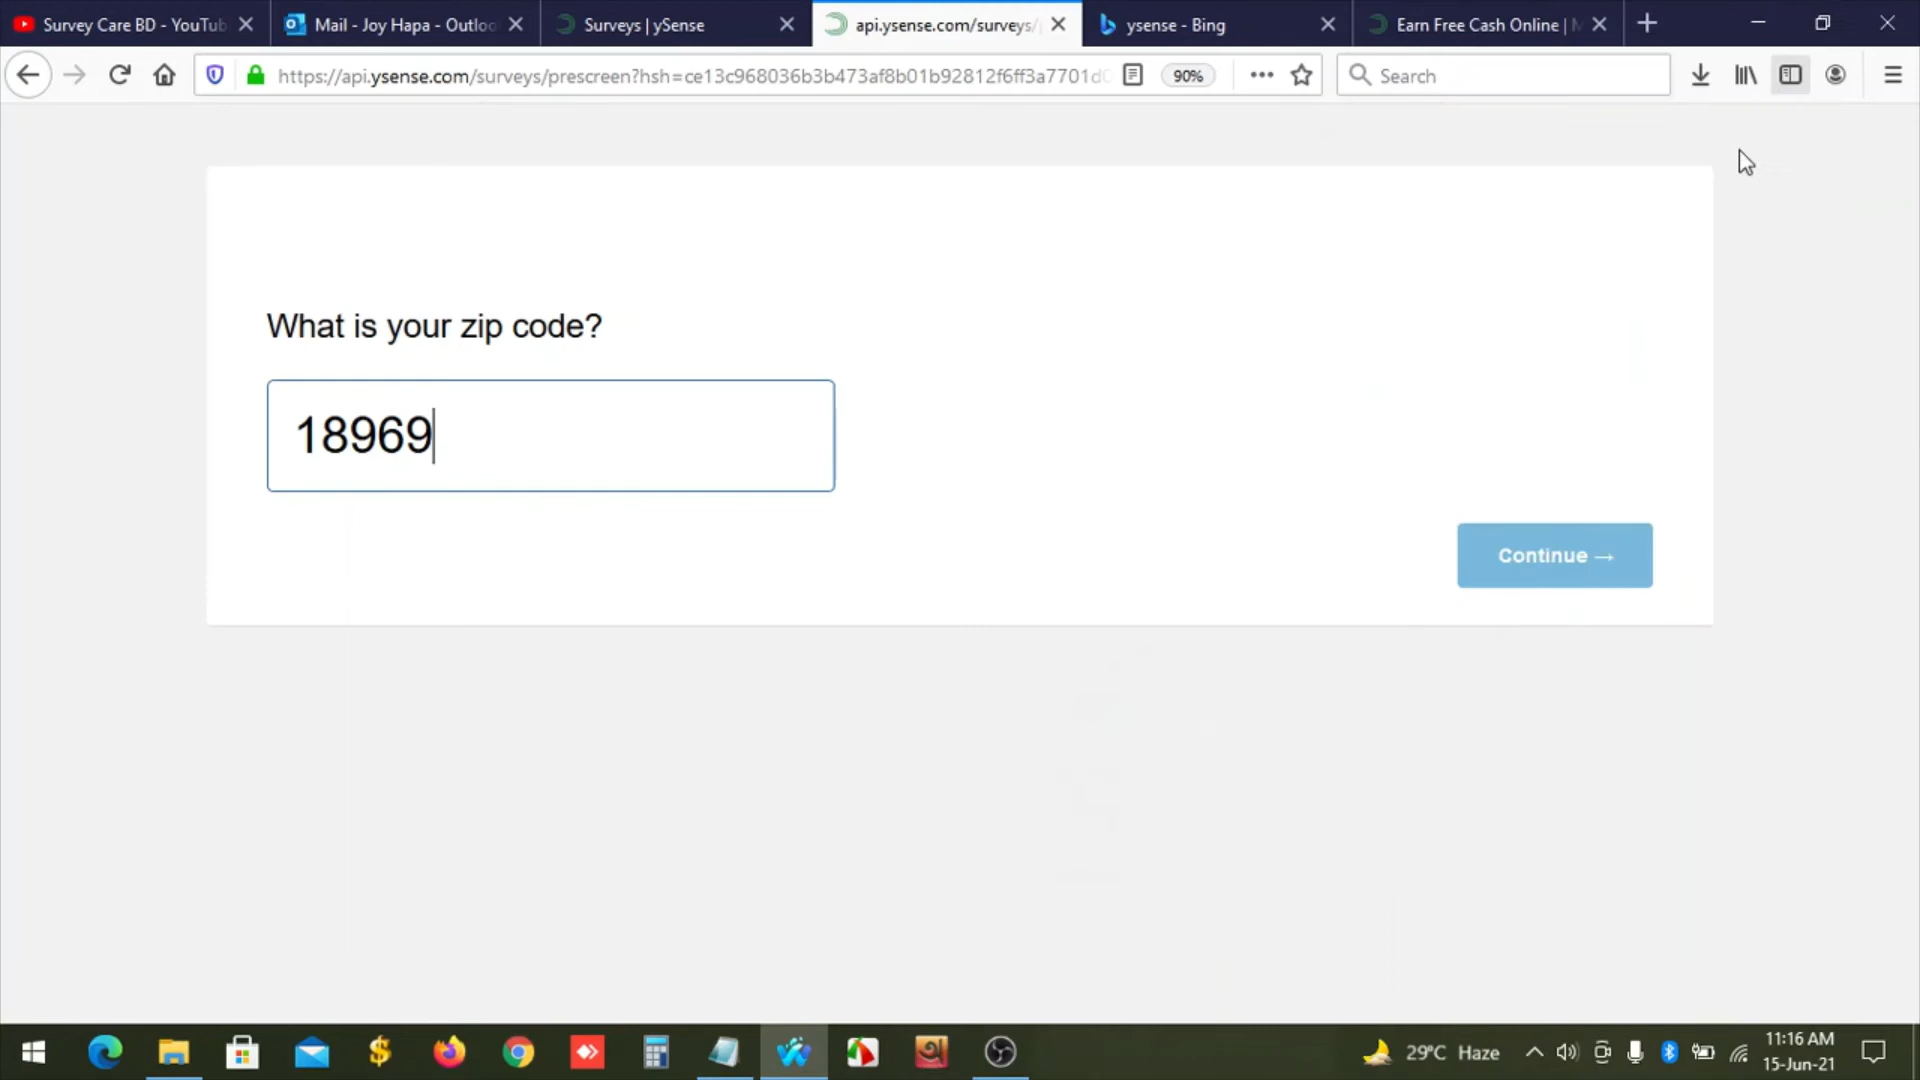 Survey Care BD - YouTub
Mail - Joy Hapa - Outloo
Surveys | ySense
api.ysense.com/surveys/
ysense - Bing
Earn Free Cash Online |
https://api.ysense.com/surveys/prescreen?hsh=ce13c968036b3b473af8b01b92812f6ff3a7701d
90%
Search
What is your zip code?
18969
Continue →
29°C Haze
11:16 AM
15-Jun-21